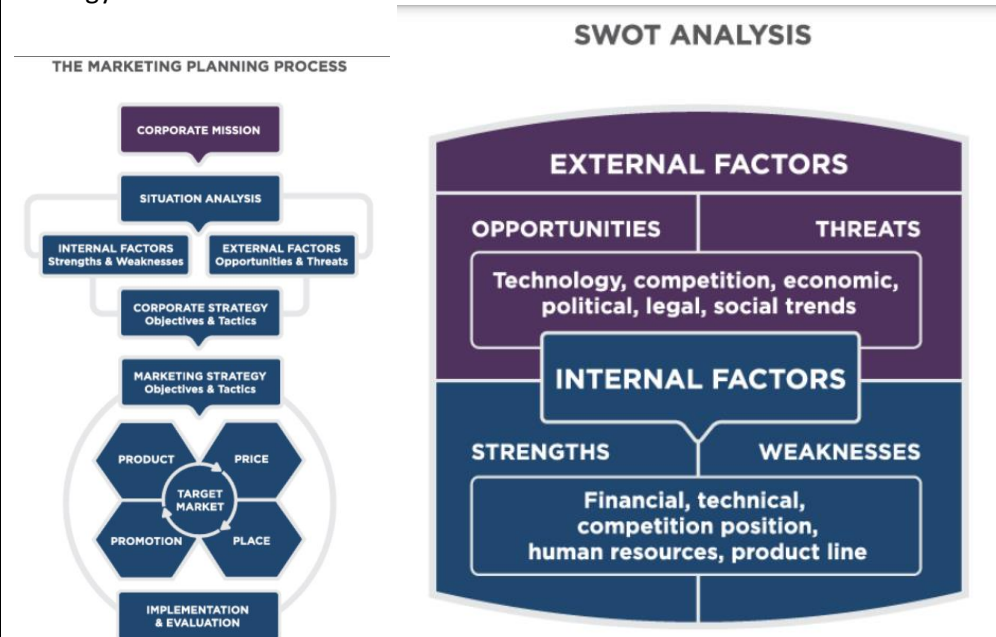 THE MARKETING PLANNING PROCESS
CORPORATE MISSION
SITUATION ANALYSIS
INTERNAL FACTORS
Strengths & Weaknesses
EXTERNAL FACTORS
Opportunities & Threats
CORPORATE STRATEGY
Objectives & Tactics
MARKETING STRATEGY
Objectives & Tactics
PRODUCT
PRICE
TARGET
MARKET
PROMOTION
PLACE
IMPLEMENTATION
& EVALUATION
SWOT ANALYSIS
EXTERNAL FACTORS
OPPORTUNITIES
THREATS
Technology, competition, economic,
political, legal, social trends
INTERNAL FACTORS
STRENGTHS
WEAKNESSES
Financial, technical,
competition position,
human resources, product line